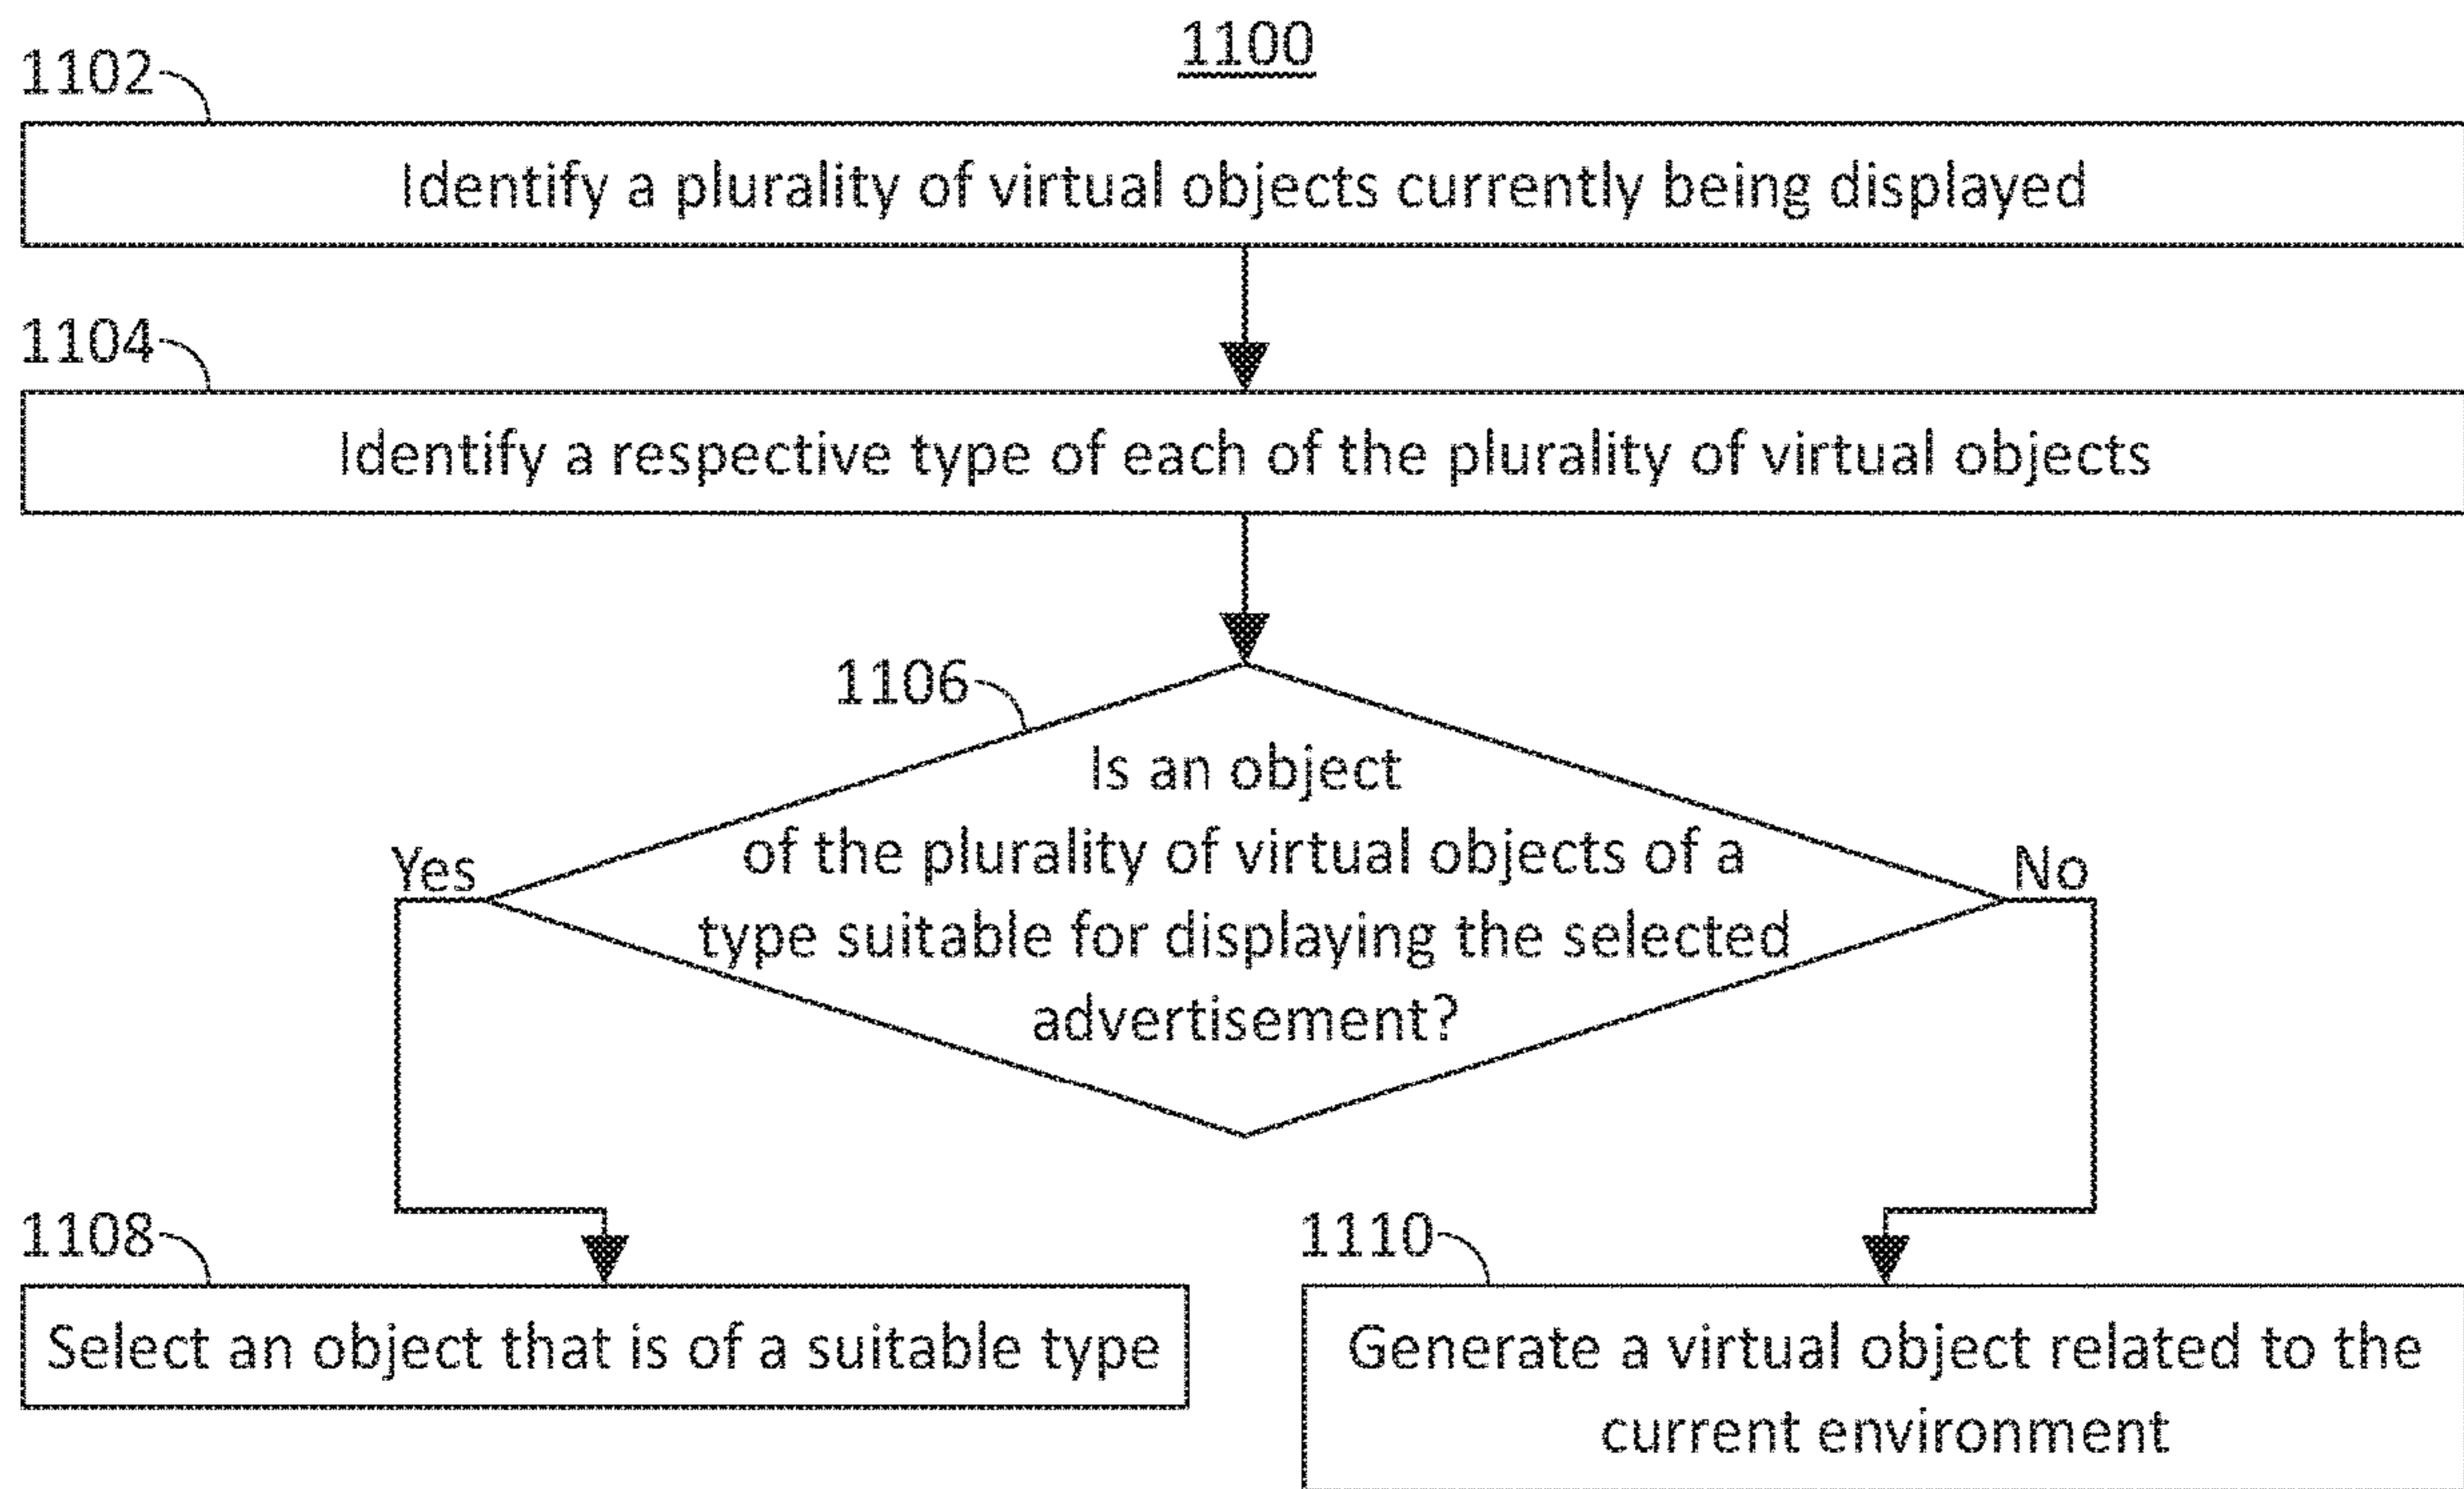 1100
1102
Identify a plurality of virtual objects currently being displayed
1104
Identify a respective type of each of the plurality of virtual objects
1106
Is an object
of the plurality of virtual objects of a
type suitable for displaying the selected
advertisement?
Yes
No
1108
Select an object that is of a suitable type
1110
Generate a virtual object related to the
current environment